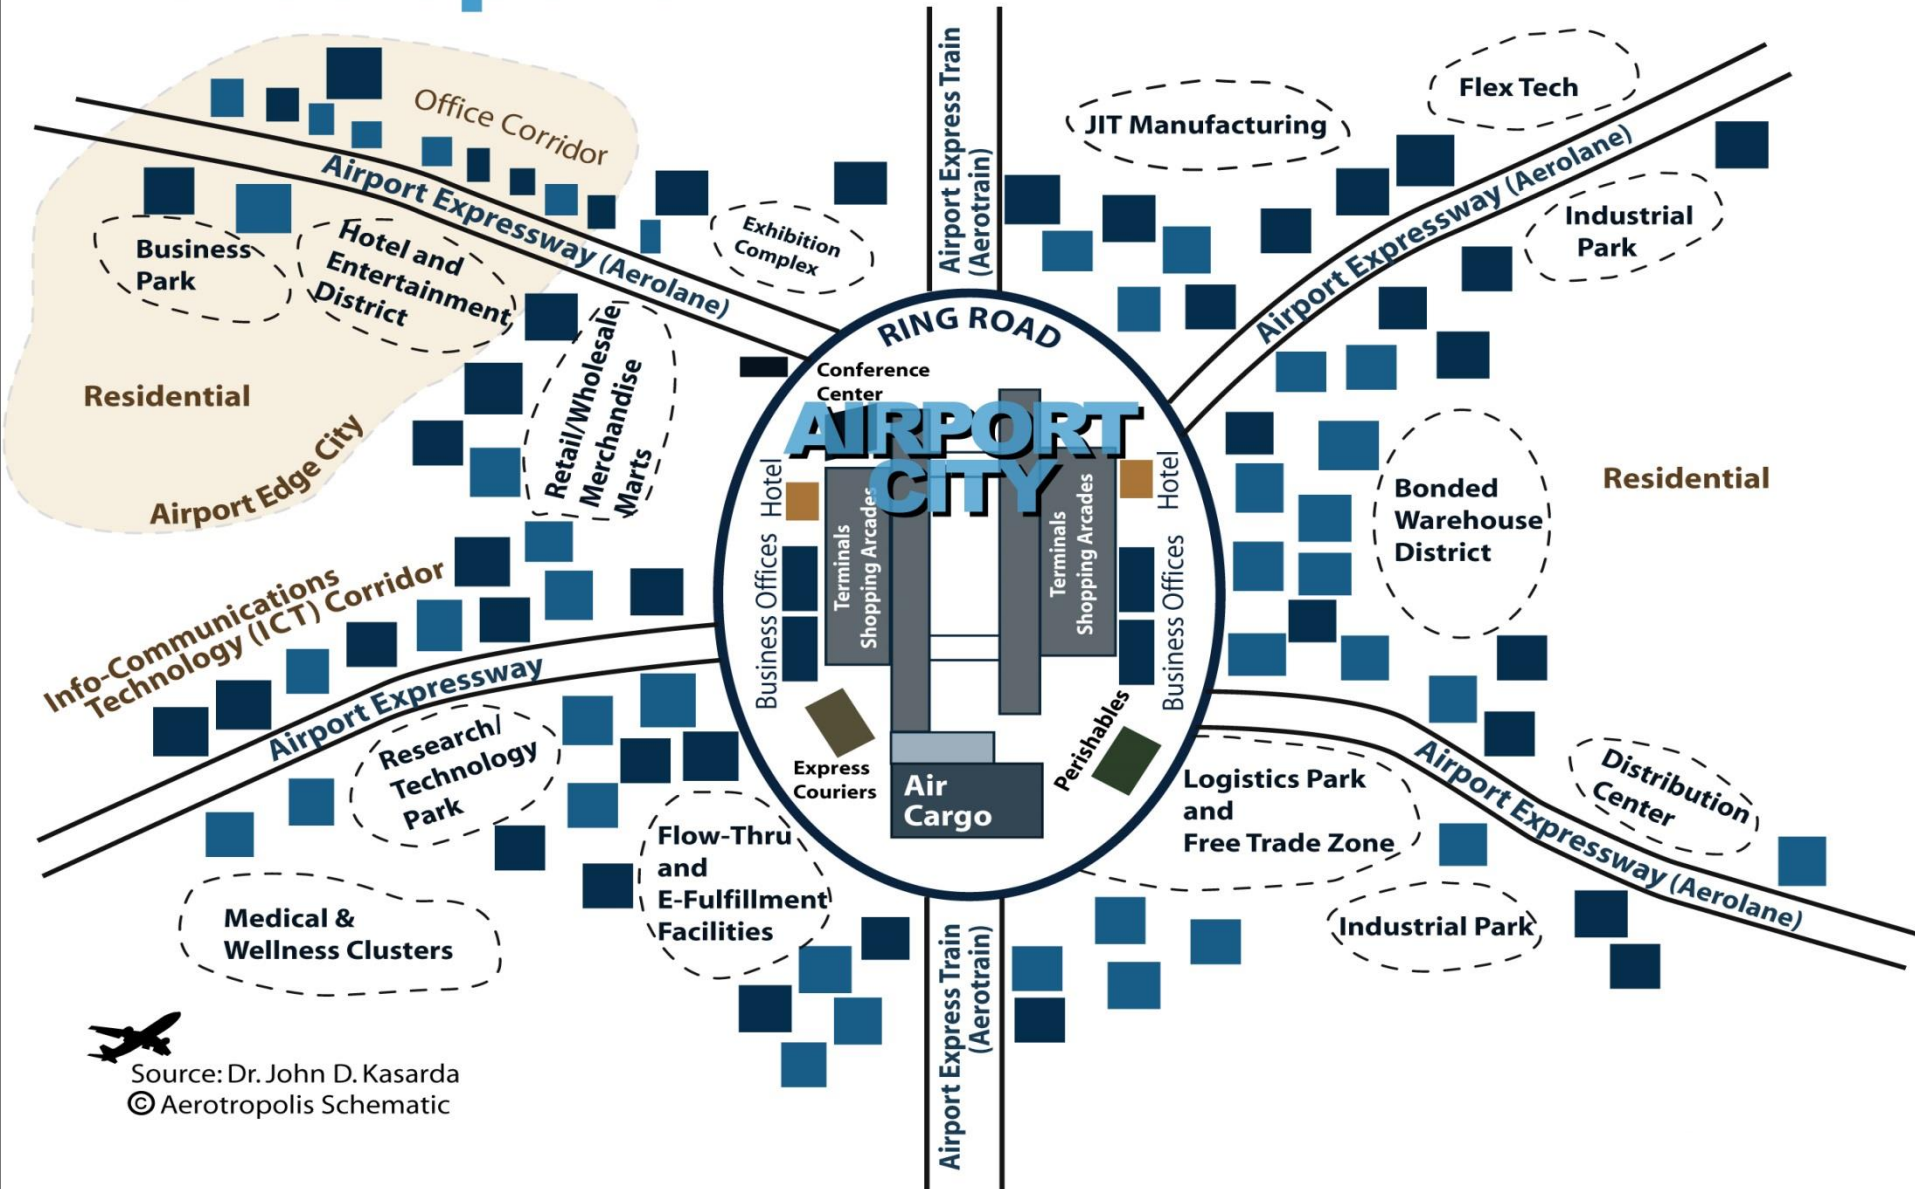 Office Corridor
Airport Expressway (Aerolane)
Business
Park
Hotel and
Entertainment
District
Residential
Airport Edge City
Exhibition
Complex
Retail/Wholesale
Merchandise
Marts
Airport Express Train
(Aerotrain)
JIT Manufacturing
Flex Tech
Airport Expressway (Aerolane)
Industrial
Park
RING ROAD
Conference
Center
AIRPORT
CITY
Hotel
Business Offices
Terminals
Shopping Arcades
Terminals
Shopping Arcades
Hotel
Business Offices
Express
Couriers
Air
Cargo
Perishables
Bonded
Warehouse
District
Residential
Info-Communications
Technology (ICT) Corridor
Airport Expressway
Research/
Technology
Park
Medical &
Wellness Clusters
Flow-Thru
and
E-Fulfillment
Facilities
Logistics Park
and
Free Trade Zone
Airport Expressway (Aerolane)
Distribution
Center
Industrial Park
Airport Express Train
(Aerotrain)
Source: Dr. John D. Kasarda
© Aerotropolis Schematic